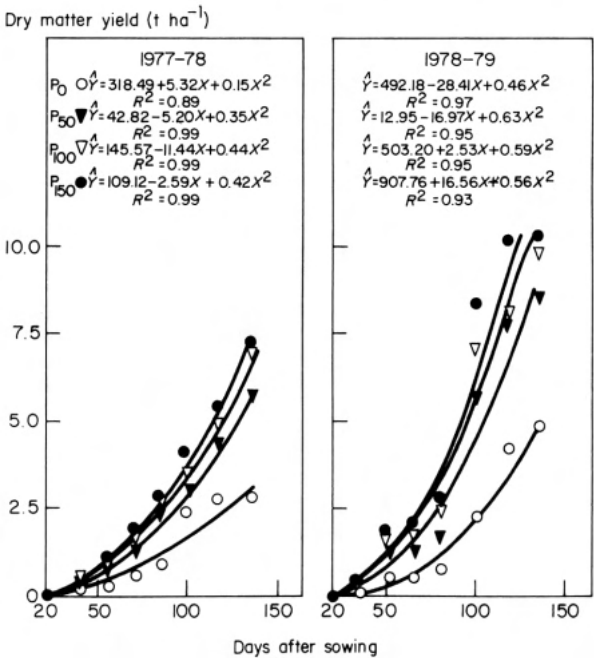 Dry matter yield (t ha⁻¹)
1977–78
P₀ ○ Ŷ=318.49+5.32X+0.15X²
R²=0.89
P₅₀ ▼ Ŷ=42.82–5.20X+0.35X²
R²=0.99
P₁₀₀ ▽ Ŷ=145.57–11.44X+0.44X²
R²=0.99
P₁₅₀ ● Ŷ=109.12–2.59X+0.42X²
R²=0.99
1978–79
Ŷ=492.18–28.41X+0.46X²
R²=0.97
Ŷ=12.95–16.97X+0.63X²
R²=0.95
Ŷ=503.20+2.53X+0.59X²
R²=0.95
Ŷ=907.76+16.56X+0.56X²
R²=0.93
10.0
7.5
5.0
2.5
0
20 50 100 150
20 50 100 150
Days after sowing